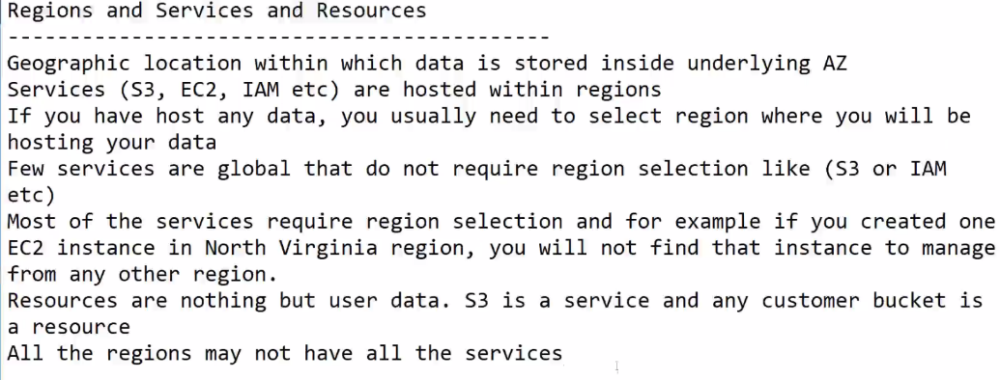 Regions and Services and Resources
--------------------------------------------
Geographic location within which data is stored inside underlying AZ
Services (S3, EC2, IAM etc) are hosted within regions
If you have host any data, you usually need to select region where you will be
hosting your data
Few services are global that do not require region selection like (S3 or IAM
etc)
Most of the services require region selection and for example if you created one
EC2 instance in North Virginia region, you will not find that instance to manage
from any other region.
Resources are nothing but user data. S3 is a service and any customer bucket is
a resource
All the regions may not have all the services